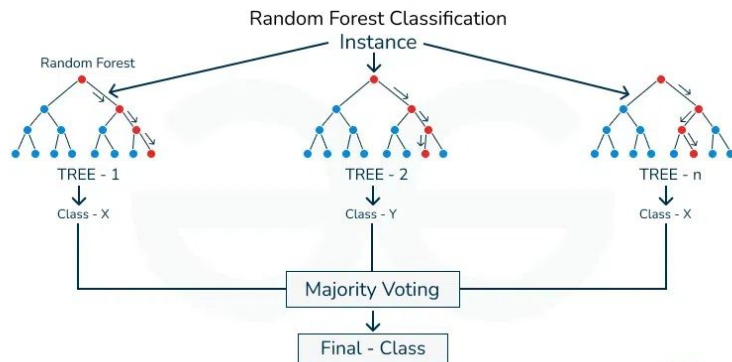 Random Forest Classification
Instance
Random Forest
TREE - 1
TREE - 2
TREE - n
Class - X
Class - Y
Class - X
Majority Voting
Final - Class